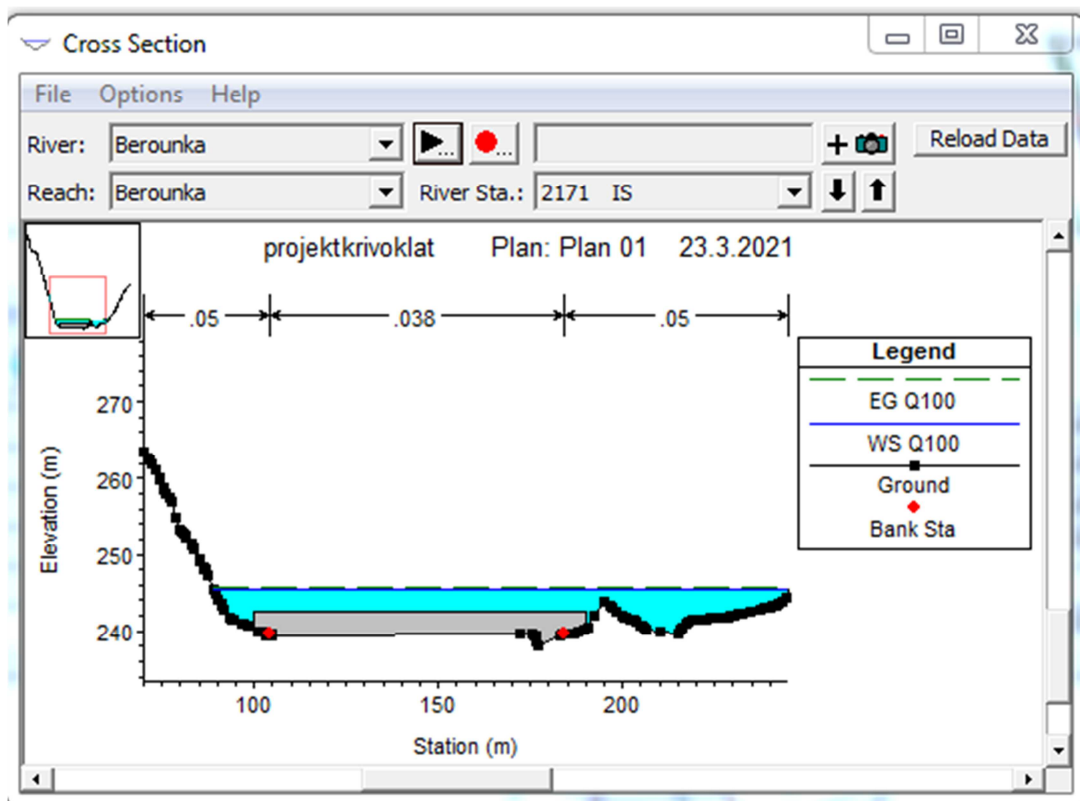 Cross Section
File Options Help
River: Berounka ... ... + Reload Data
Reach: Berounka River Sta.: 2171 IS
projektkrivoklat Plan: Plan 01 23.3.2021
.05 .038 .05
Legend
EG Q100
WS Q100
Ground
Bank Sta
270
260
250
240
Elevation (m)
100 150 200
Station (m)